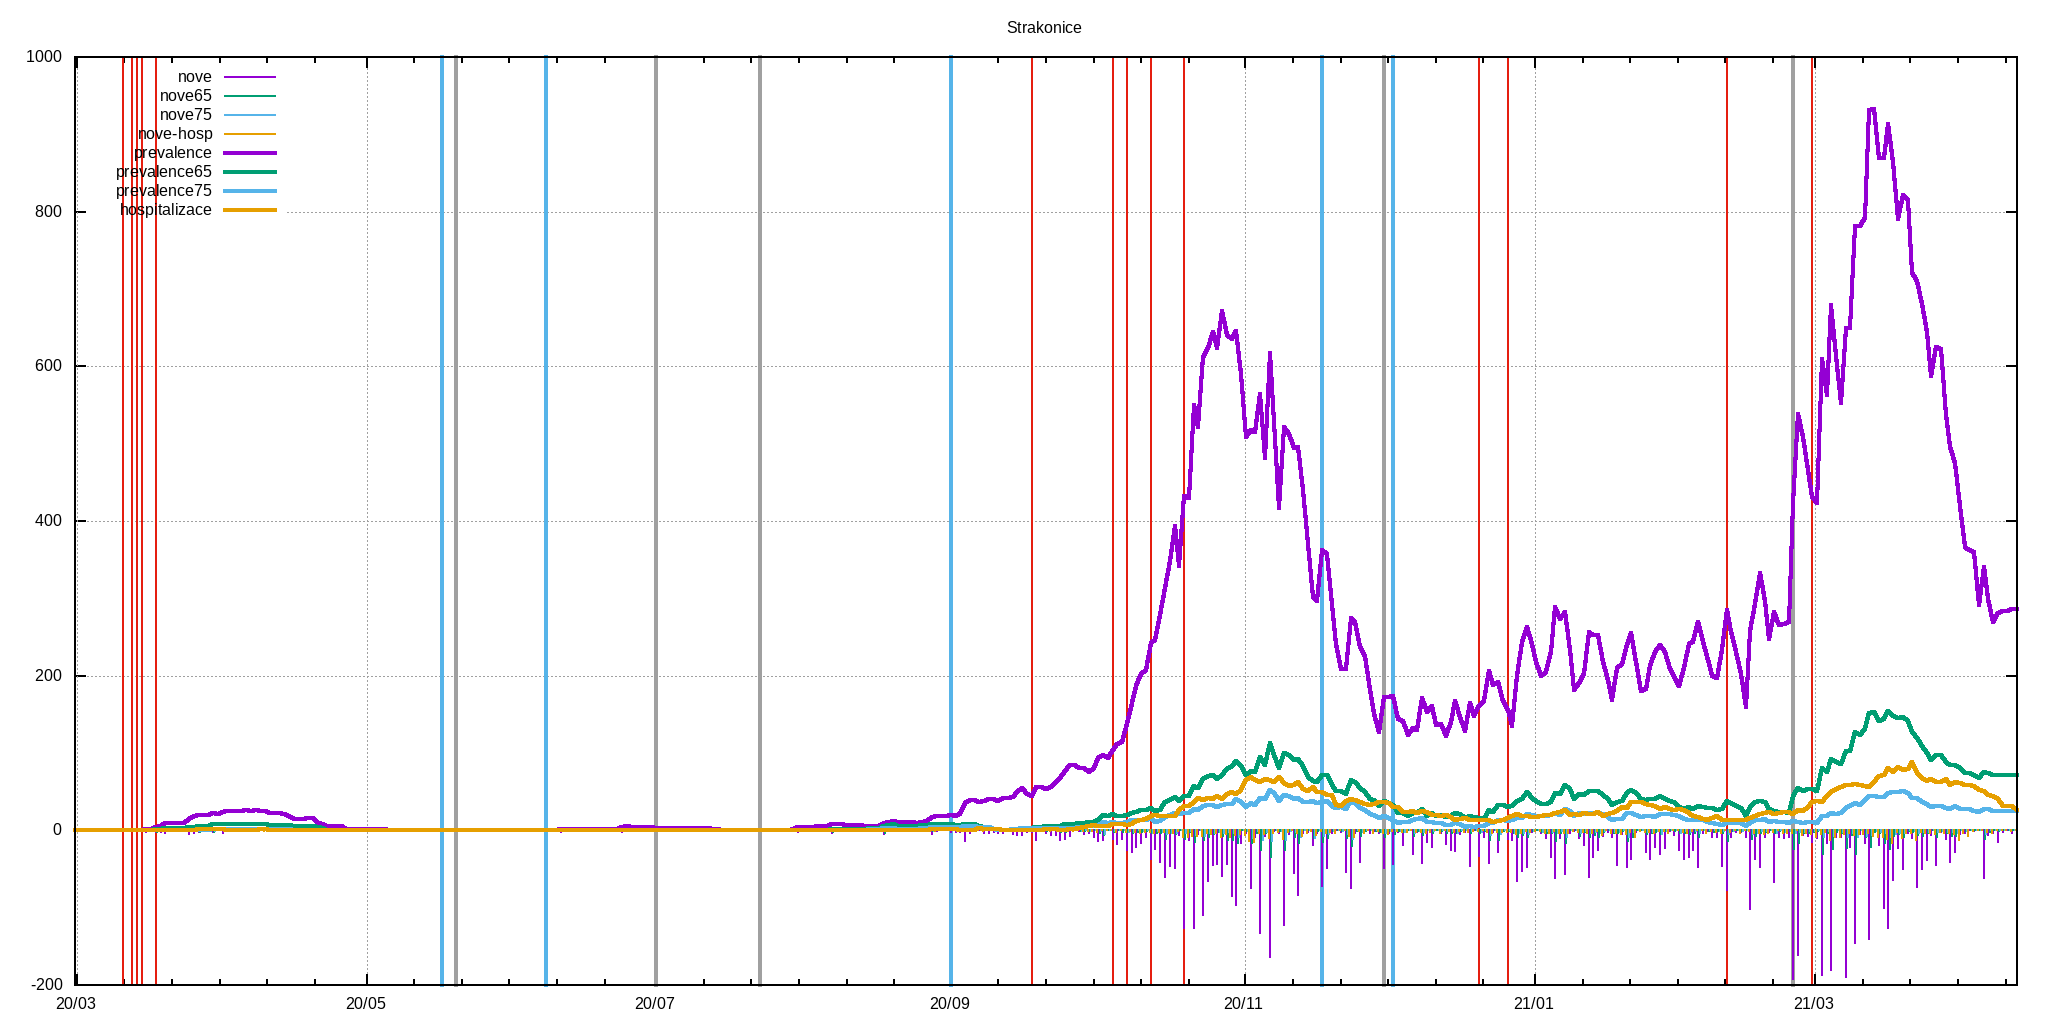 Strakonice
1000
nove
nove65
nove75
nove-hosp
prevalence
prevalence65
prevalence75
hospitalizace
800
600
400
200
0
-200
20/03 20/05 20/07 20/09 20/11 21/01 21/03